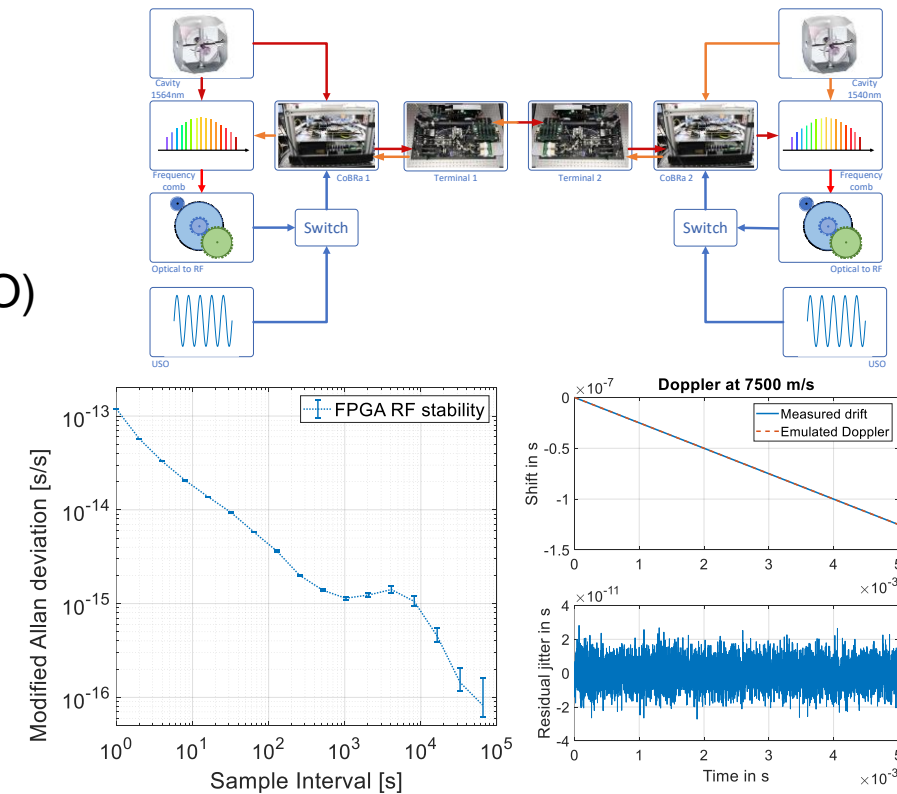 Cavity
1564nm
Cavity
1540nm
CoBRa 1
Terminal 1
Terminal 2
CoBRa 2
Frequency
comb
Frequency
comb
Switch
Switch
Optical to RF
Optical to RF
O)
USO
USO
FPGA RF stability
Modified Allan deviation [s/s]
10^-13
10^-14
10^-15
10^-16
10^0
10^1
10^2
10^3
10^4
10^5
Sample Interval [s]
Doppler at 7500 m/s
×10^-7
Measured drift
Emulated Doppler
Shift in s
0
-0.5
-1
-1.5
0
1
2
3
4
5
×10^-3
×10^-11
Residual jitter in s
4
2
0
-2
-4
0
1
2
3
4
5
Time in s
×10^-3